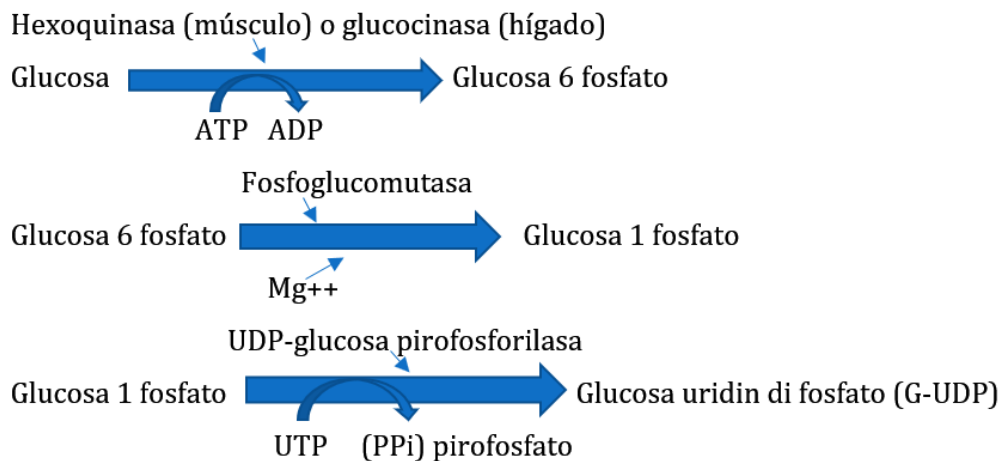 Hexoquinasa (músculo) o glucocinasa (hígado)
Glucosa Glucosa 6 fosfato
ATP ADP
Fosfoglucomutasa
Glucosa 6 fosfato Glucosa 1 fosfato
Mg++
UDP-glucosa pirofosforilasa
Glucosa 1 fosfato Glucosa uridin di fosfato (G-UDP)
UTP (PPi) pirofosfato